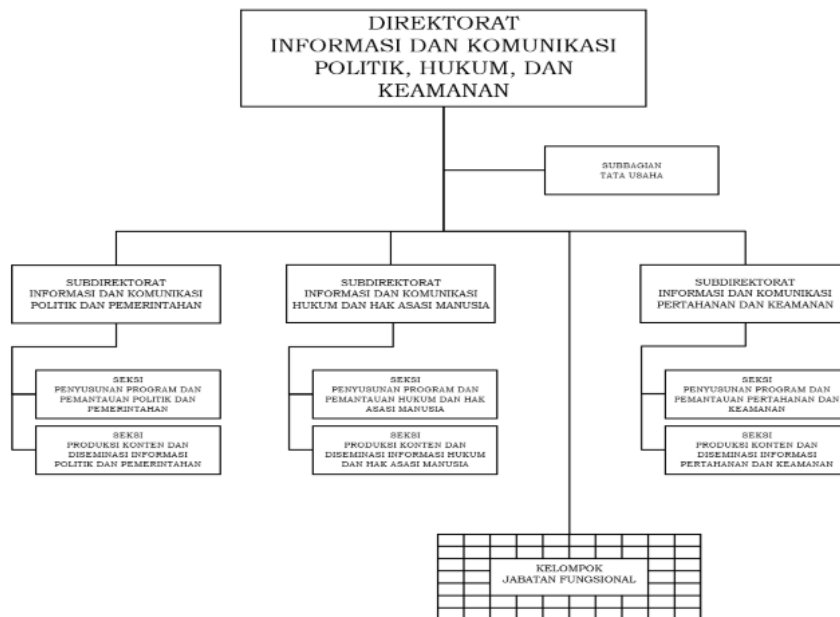 DIREKTORAT
INFORMASI DAN KOMUNIKASI
POLITIK, HUKUM, DAN
KEAMANAN
SUBBAGIAN
TATA USAHA
SUBDIREKTORAT
INFORMASI DAN KOMUNIKASI
POLITIK DAN PEMERINTAHAN
SUBDIREKTORAT
INFORMASI DAN KOMUNIKASI
HUKUM DAN HAK ASASI MANUSIA
SUBDIREKTORAT
INFORMASI DAN KOMUNIKASI
PERTAHANAN DAN KEAMANAN
SEKSI
PENYUSUNAN PROGRAM DAN
PEMANTAUAN POLITIK DAN
PEMERINTAHAN
SEKSI
PENYUSUNAN PROGRAM DAN
PEMANTAUAN HUKUM DAN HAK
ASASI MANUSIA
SEKSI
PENYUSUNAN PROGRAM DAN
PEMANTAUAN PERTAHANAN DAN
KEAMANAN
SEKSI
PRODUKSI KONTEN DAN
DISEMINASI INFORMASI
POLITIK DAN PEMERINTAHAN
SEKSI
PRODUKSI KONTEN DAN
DISEMINASI INFORMASI HUKUM
DAN HAK ASASI MANUSIA
SEKSI
PRODUKSI KONTEN DAN
DISEMINASI INFORMASI
PERTAHANAN DAN KEAMANAN
KELOMPOK
JABATAN FUNGSIONAL